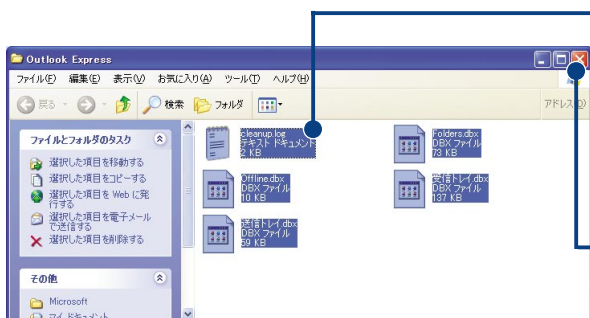 Outlook Express
ファイル(F) 編集(E) 表示(V) お気に入り(A) ツール(T) ヘルプ(H)
戻る 検索 フォルダ アドレス(D)
ファイルとフォルダのタスク
選択した項目を移動する
選択した項目をコピーする
選択した項目を Web に発
行する
選択した項目を電子メール
で送信する
選択した項目を削除する
その他
Microsoft
マイ ドキュメント
cleanup.log
テキスト ドキュメント
2 KB
Folders.dbx
DBX ファイル
73 KB
Offline.dbx
DBX ファイル
10 KB
受信トレイ.dbx
DBX ファイル
137 KB
送信トレイ.dbx
DBX ファイル
59 KB